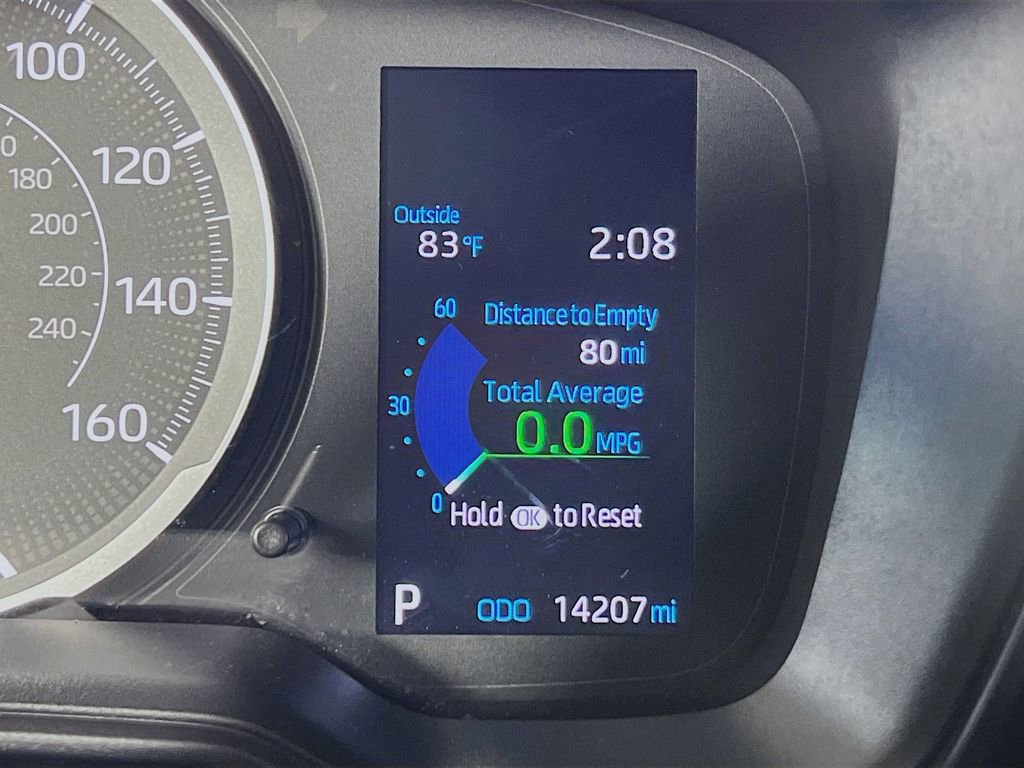 100
120
140
160
0
180
200
220
240
Outside
83°F
2:08
60
30
0
Distance to Empty
80 mi
Total Average
0.0 MPG
Hold OK to Reset
P
ODO 14207 mi